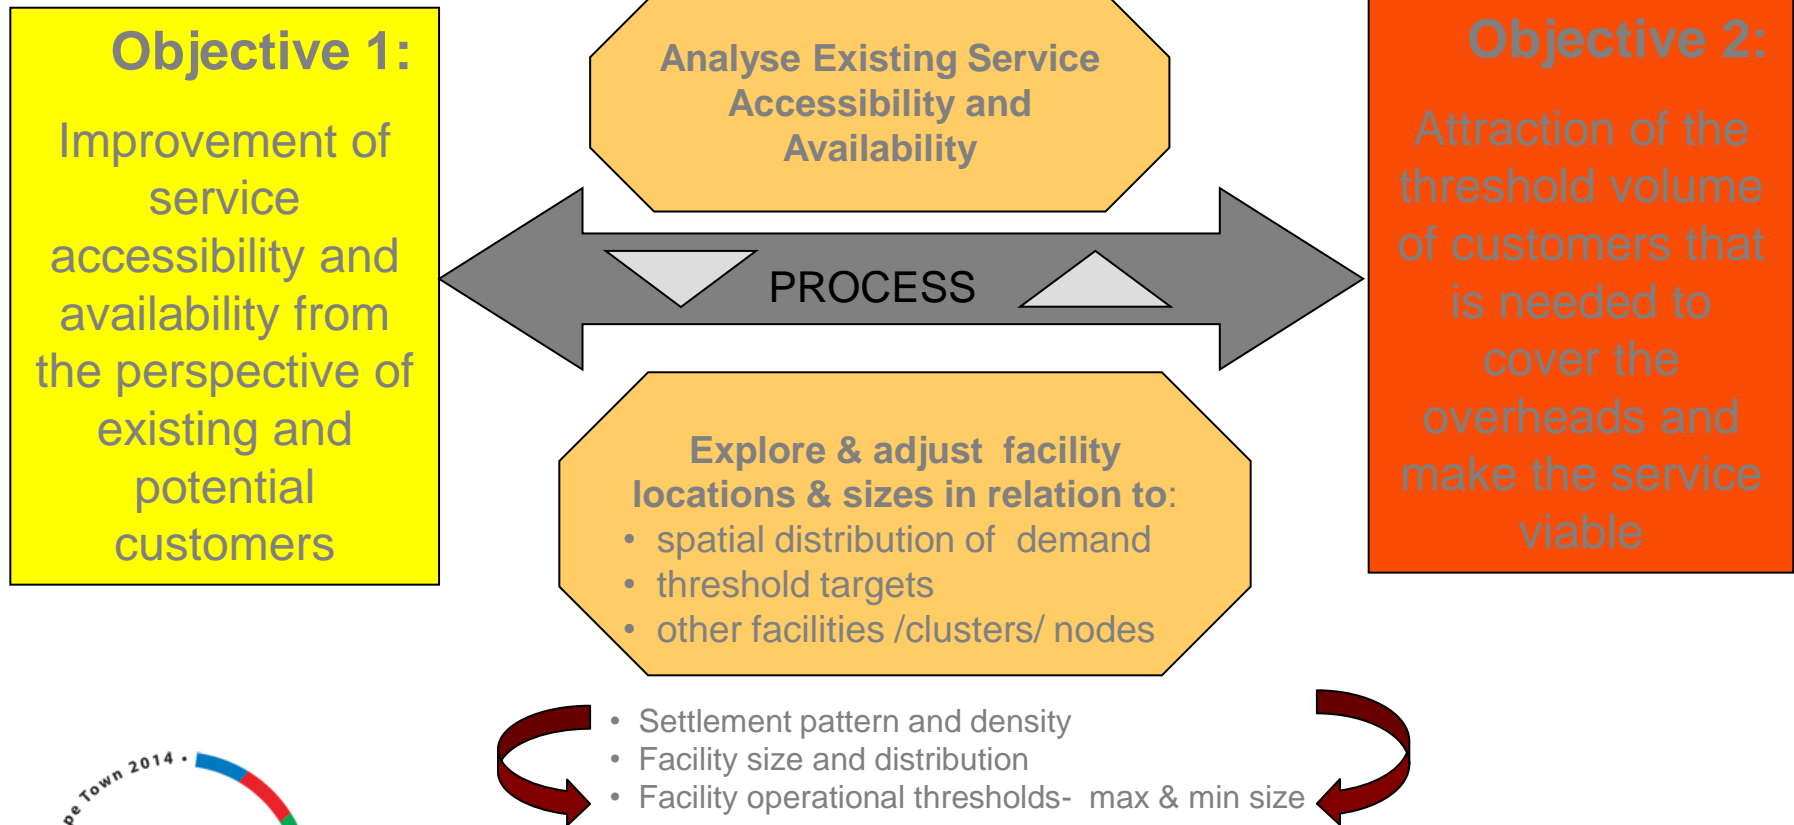 Objective 1:
Improvement of
service
accessibility and
availability from
the perspective of
existing and
potential
customers
Analyse Existing Service
Accessibility and
Availability
PROCESS
Explore & adjust facility
locations & sizes in relation to:
• spatial distribution of demand
• threshold targets
• other facilities /clusters/ nodes
• Settlement pattern and density
• Facility size and distribution
• Facility operational thresholds- max & min size
Objective 2:
Attraction of the
threshold volume
of customers that
is needed to
cover the
overheads and
make the service
viable
pe Town 2014 •